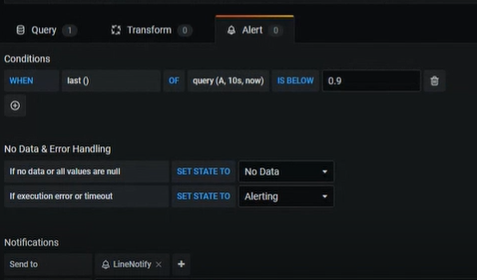 Query 1 Transform 0 Alert 0
Conditions
WHEN last () OF query (A, 10s, now) IS BELOW 0.9
No Data & Error Handling
If no data or all values are null SET STATE TO No Data
If execution error or timeout SET STATE TO Alerting
Notifications
Send to LineNotify × +